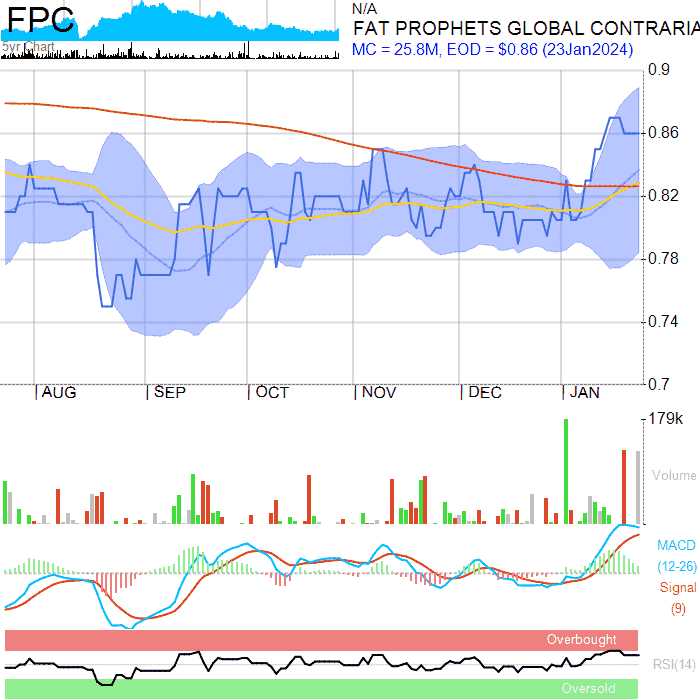 FPC
5yr Chart
N/A
FAT PROPHETS GLOBAL CONTRARIA
MC = 25.8M, EOD = $0.86 (23Jan2024)
0.9
0.86
0.82
0.78
0.74
0.7
AUG SEP OCT NOV DEC JAN
179k
Volume
MACD
(12-26)
Signal
(9)
Overbought
RSI(14)
Oversold